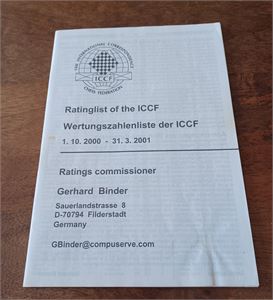 THE INTERNATIONAL CORRESPONDENCE
ICCF
CHESS FEDERATION
Ratinglist of the ICCF
Wertungszahlenliste der ICCF
1. 10. 2000 - 31. 3. 2001
Ratings commissioner
Gerhard Binder
Sauerlandstrasse 8
D-70794 Filderstadt
Germany
GBinder@compuserve.com